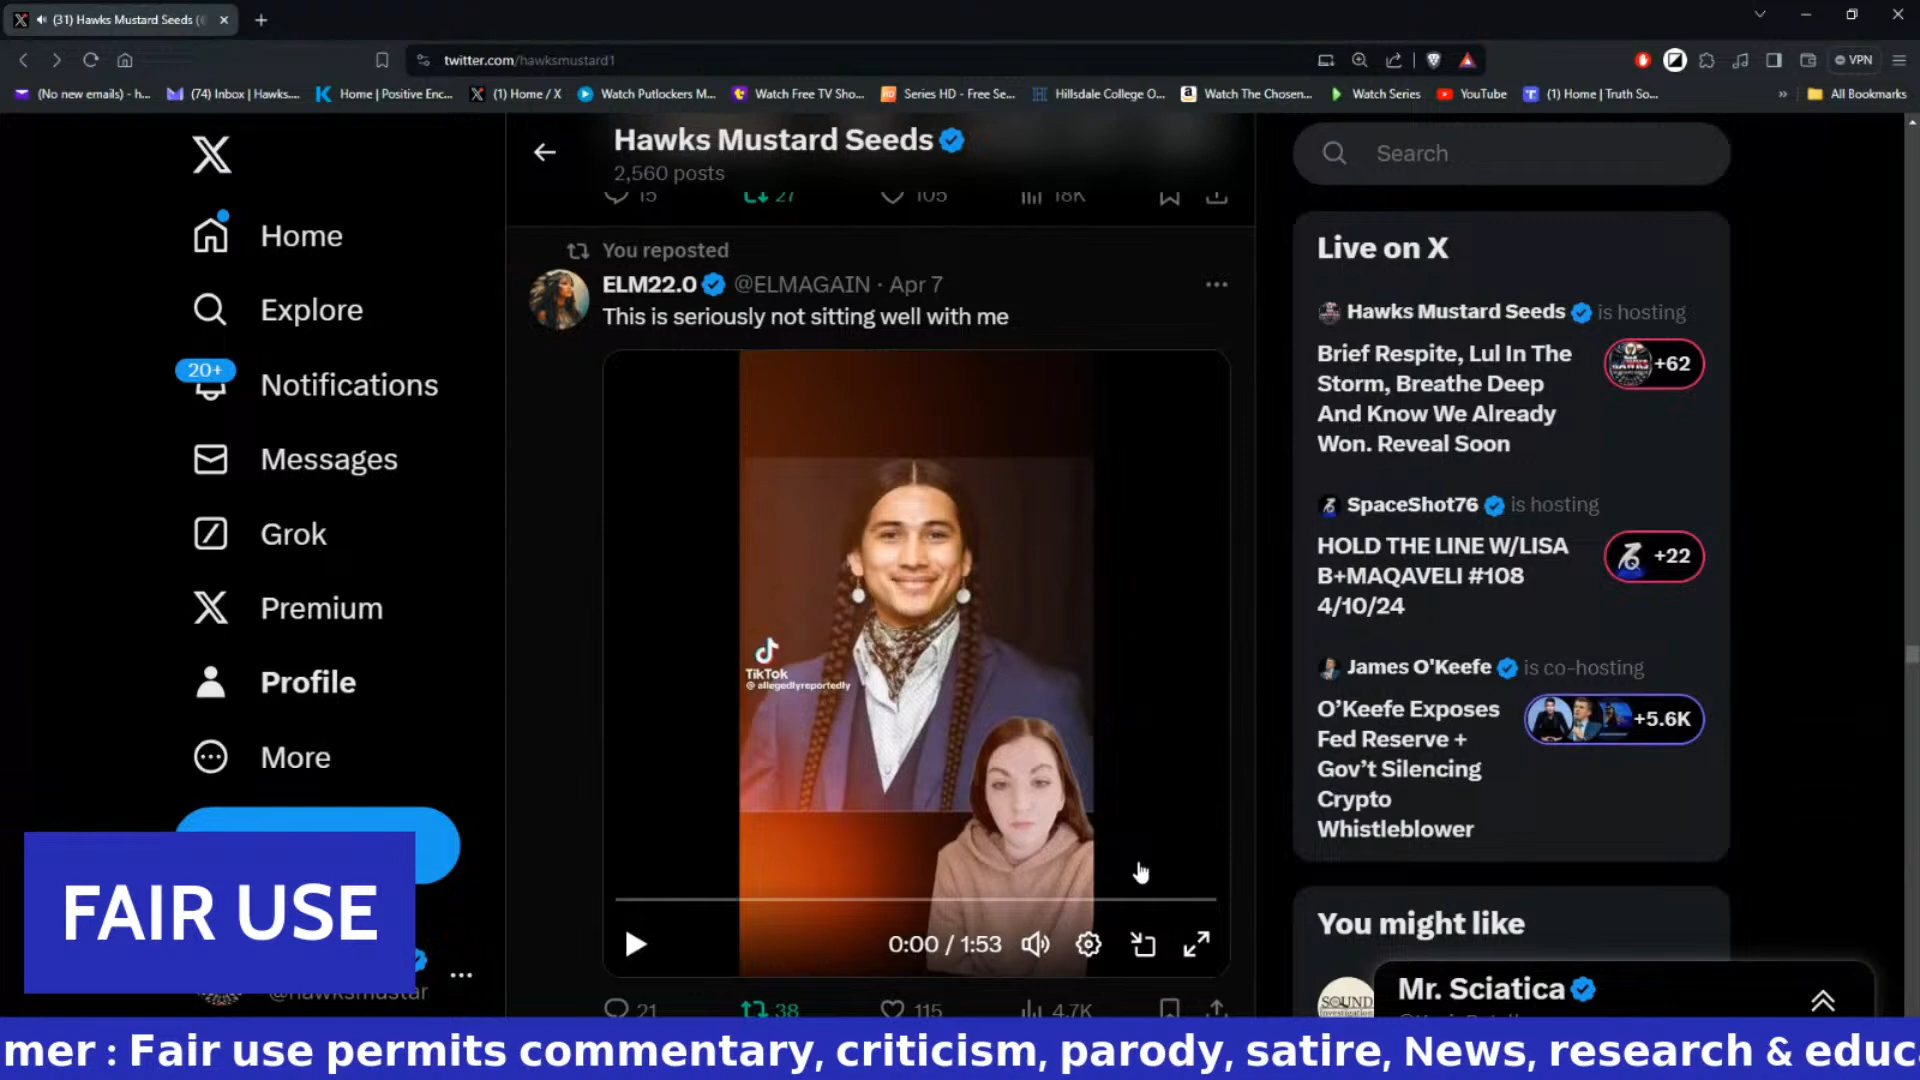 (31) Hawks Mustard Seeds (
twitter.com/hawksmustard1
VPN
(No new emails) - h...
(74) Inbox | Hawks....
Home | Positive Enc...
(1) Home / X
Watch Putlockers M...
Watch Free TV Sho...
Series HD - Free Se...
Hillsdale College O...
Watch The Chosen...
Watch Series
YouTube
(1) Home | Truth So...
»
All Bookmarks
Home
Explore
20+
Notifications
Messages
Grok
Premium
Profile
More
Hawks Mustard Seeds
2,560 posts
15
27
105
18K
You reposted
ELM22.0 @ELMAGAIN · Apr 7
This is seriously not sitting well with me
TikTok
@ allegedlyreportedly
0:00 / 1:53
21
38
115
4.7K
Search
Live on X
Hawks Mustard Seeds is hosting
Brief Respite, Lul In The
Storm, Breathe Deep
And Know We Already
Won. Reveal Soon
+62
SpaceShot76 is hosting
HOLD THE LINE W/LISA
B+MAQAVELI #108
4/10/24
+22
James O'Keefe is co-hosting
O’Keefe Exposes
Fed Reserve +
Gov’t Silencing
Crypto
Whistleblower
+5.6K
You might like
SOUND
Mr. Sciatica
FAIR USE
@hawksmustar
mer : Fair use permits commentary, criticism, parody, satire, News, research & educ